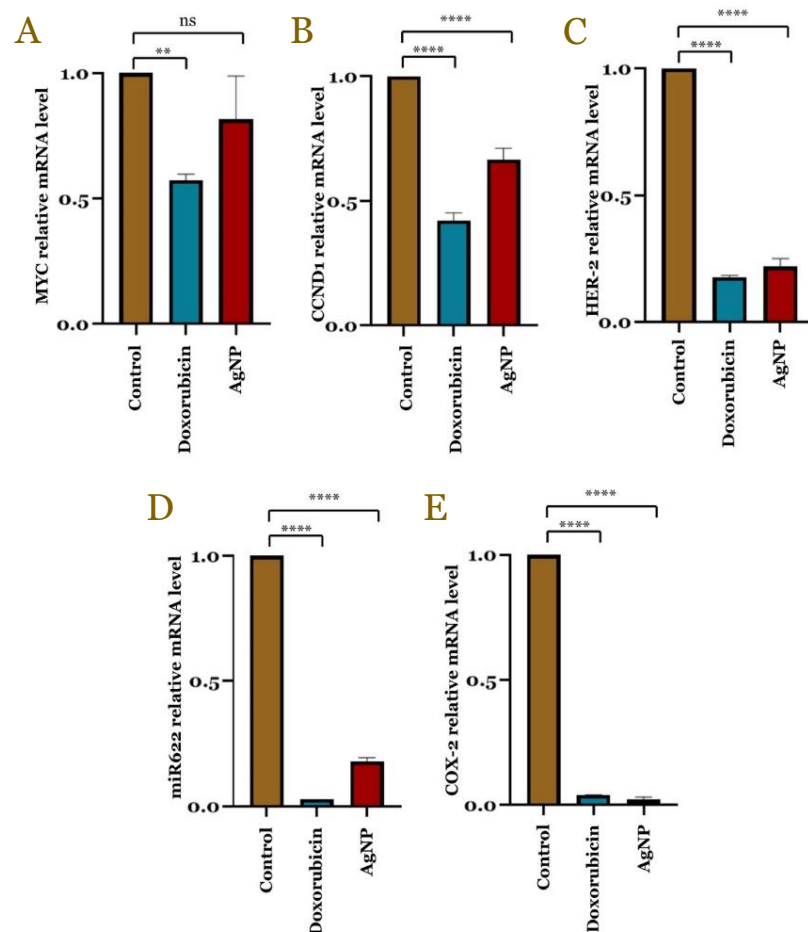 A
ns
**
MYC relative mRNA level
1.0
0.5
0.0
Control
Doxorubicin
AgNP
B
****
****
CCND1 relative mRNA level
1.0
0.5
0.0
Control
Doxorubicin
AgNP
C
****
****
HER-2 relative mRNA level
1.0
0.5
0.0
Control
Doxorubicin
AgNP
D
****
****
miR622 relative mRNA level
1.0
0.5
0.0
Control
Doxorubicin
AgNP
E
****
****
COX-2 relative mRNA level
1.0
0.5
0.0
Control
Doxorubicin
AgNP